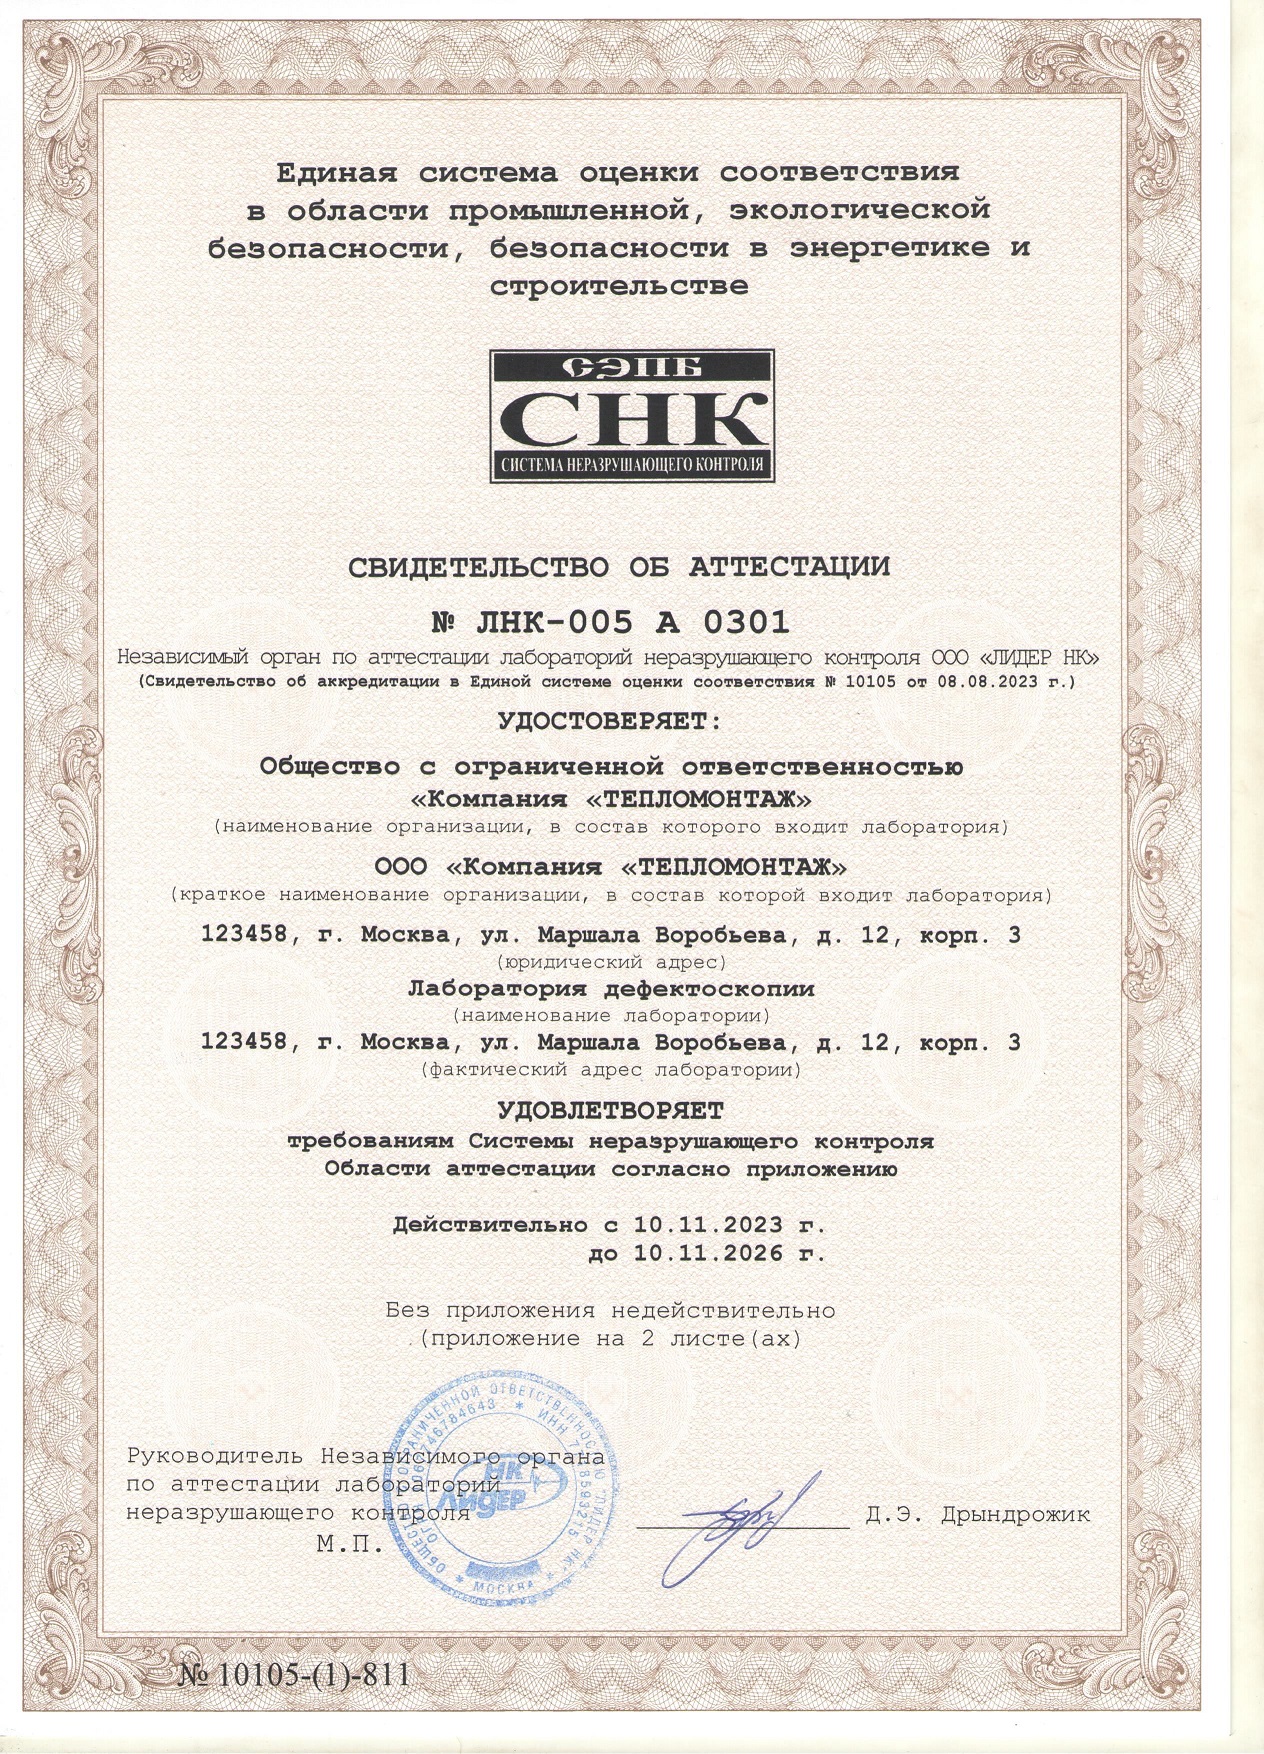 Единая система оценки соответствия
в области промышленной, экологической
безопасности, безопасности в энергетике и
строительстве
СЭПБ
СНК
СИСТЕМА НЕРАЗРУШАЮЩЕГО КОНТРОЛЯ
СВИДЕТЕЛЬСТВО ОБ АТТЕСТАЦИИ
№ ЛНК-005 А 0301
Независимый орган по аттестации лабораторий неразрушающего контроля ООО «ЛИДЕР НК»
(Свидетельство об аккредитации в Единой системе оценки соответствия № 10105 от 08.08.2023 г.)
УДОСТОВЕРЯЕТ:
Общество с ограниченной ответственностью
«Компания «ТЕПЛОМОНТАЖ»
(наименование организации, в состав которого входит лаборатория)
ООО «Компания «ТЕПЛОМОНТАЖ»
(краткое наименование организации, в состав которой входит лаборатория)
123458, г. Москва, ул. Маршала Воробьева, д. 12, корп. 3
(юридический адрес)
Лаборатория дефектоскопии
(наименование лаборатории)
123458, г. Москва, ул. Маршала Воробьева, д. 12, корп. 3
(фактический адрес лаборатории)
УДОВЛЕТВОРЯЕТ
требованиям Системы неразрушающего контроля
Области аттестации согласно приложению
Действительно с 10.11.2023 г.
до 10.11.2026 г.
Без приложения недействительно
(приложение на 2 листе(ах)
Руководитель Независимого органа
по аттестации лабораторий
неразрушающего контроля
М.П.
Д.Э. Дрындрожик
НК
ЛИДЕР
МОСКВА
№ 10105-(1)-811